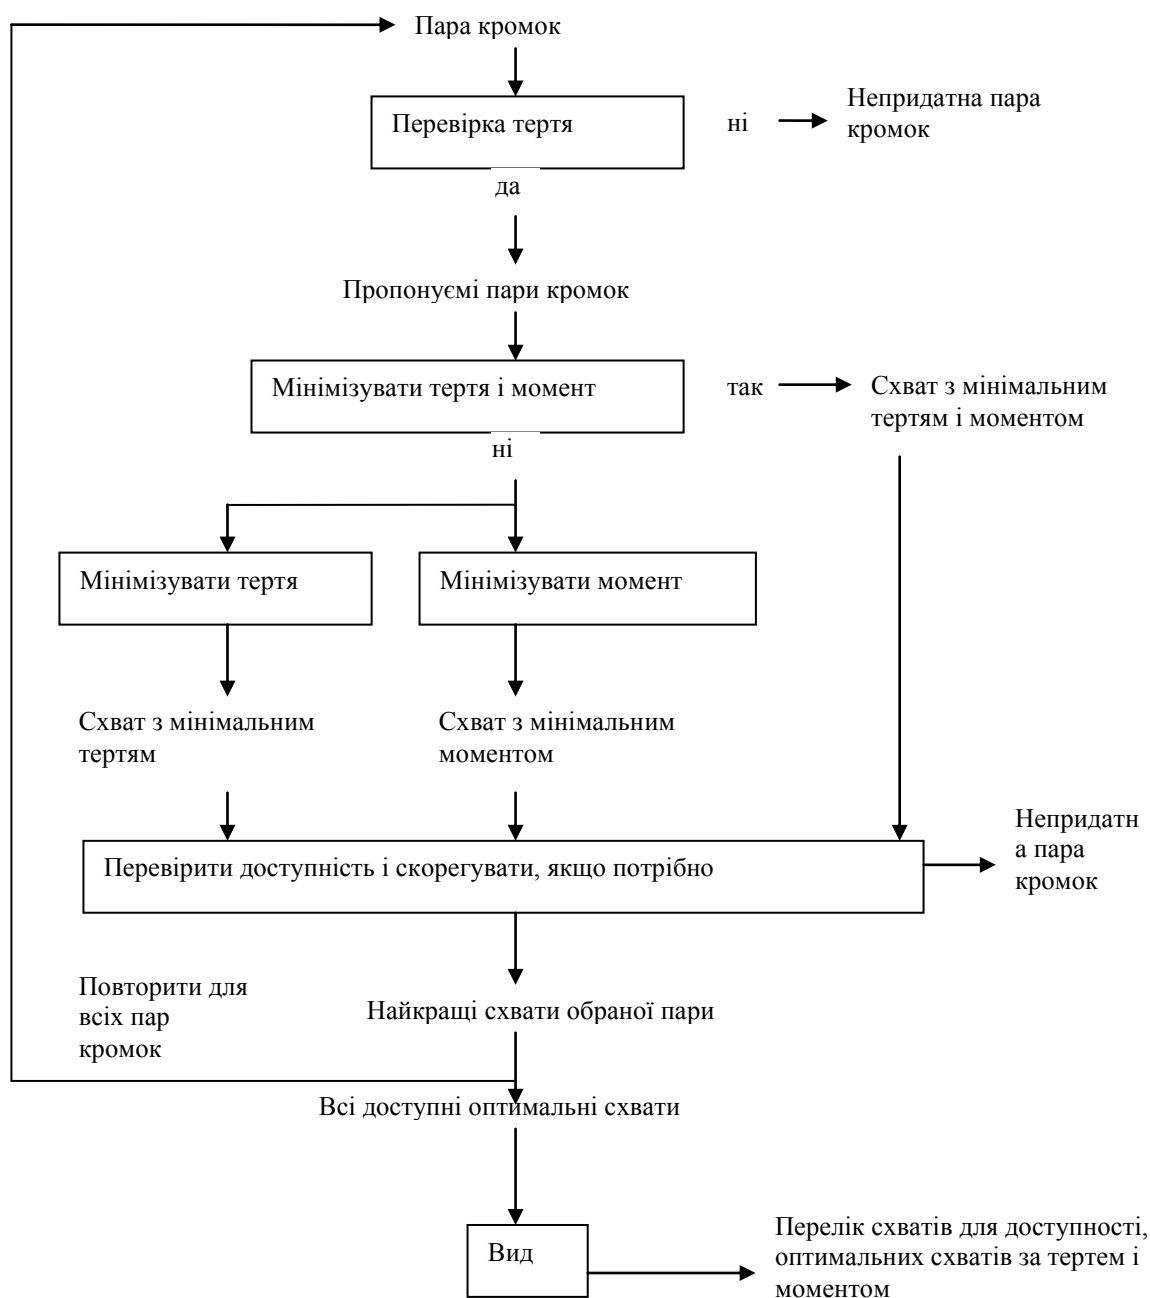 Пара кромок
Перевірка тертя
ні
Непридатна пара
кромок
да
Пропонуємі пари кромок
Мінімізувати тертя і момент
так
Схват з мінімальним
тертям і моментом
ні
Мінімізувати тертя
Мінімізувати момент
Схват з мінімальним
тертям
Схват з мінімальним
моментом
Перевірити доступність і скорегувати, якщо потрібно
Непридатн
а пара
кромок
Повторити для
всіх пар
кромок
Найкращі схвати обраної пари
Всі доступні оптимальні схвати
Вид
Перелік схватів для доступності,
оптимальних схватів за тертем і
моментом